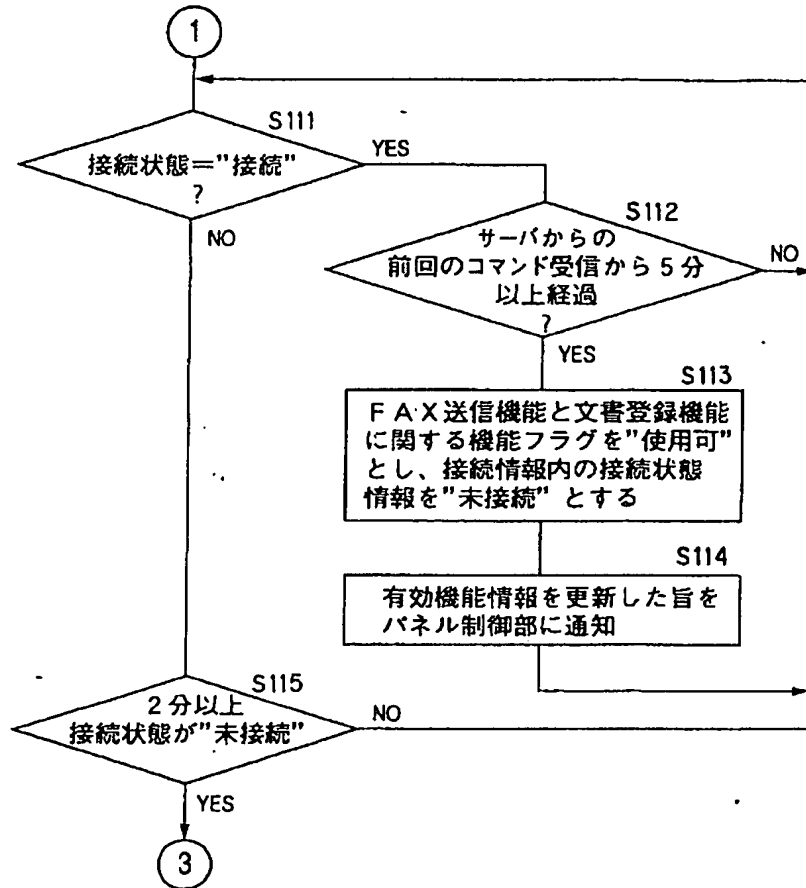 1
S111
接続状態="接続"
?
YES
NO
S112
サーバからの
前回のコマンド受信から5分
以上経過
?
NO
YES
S113
FAX送信機能と文書登録機能
に関する機能フラグを"使用可"
とし、接続情報内の接続状態
情報を"未接続"とする
S114
有効機能情報を更新した旨を
パネル制御部に通知
S115
2分以上
接続状態が"未接続"
NO
YES
3